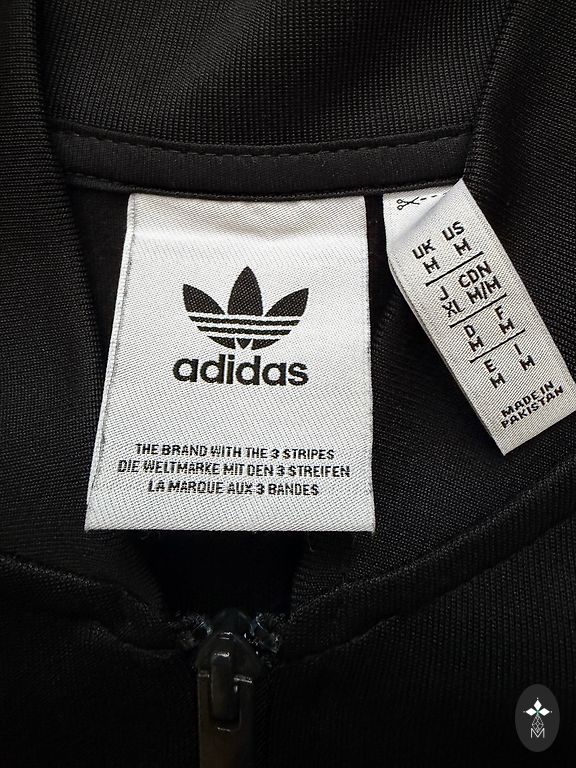 adidas
THE BRAND WITH THE 3 STRIPES
DIE WELTMARKE MIT DEN 3 STREIFEN
LA MARQUE AUX 3 BANDES
UK US
M M
J CDN
XL M/M
D F
M M
E I
M M
MADE IN
PAKISTAN
M